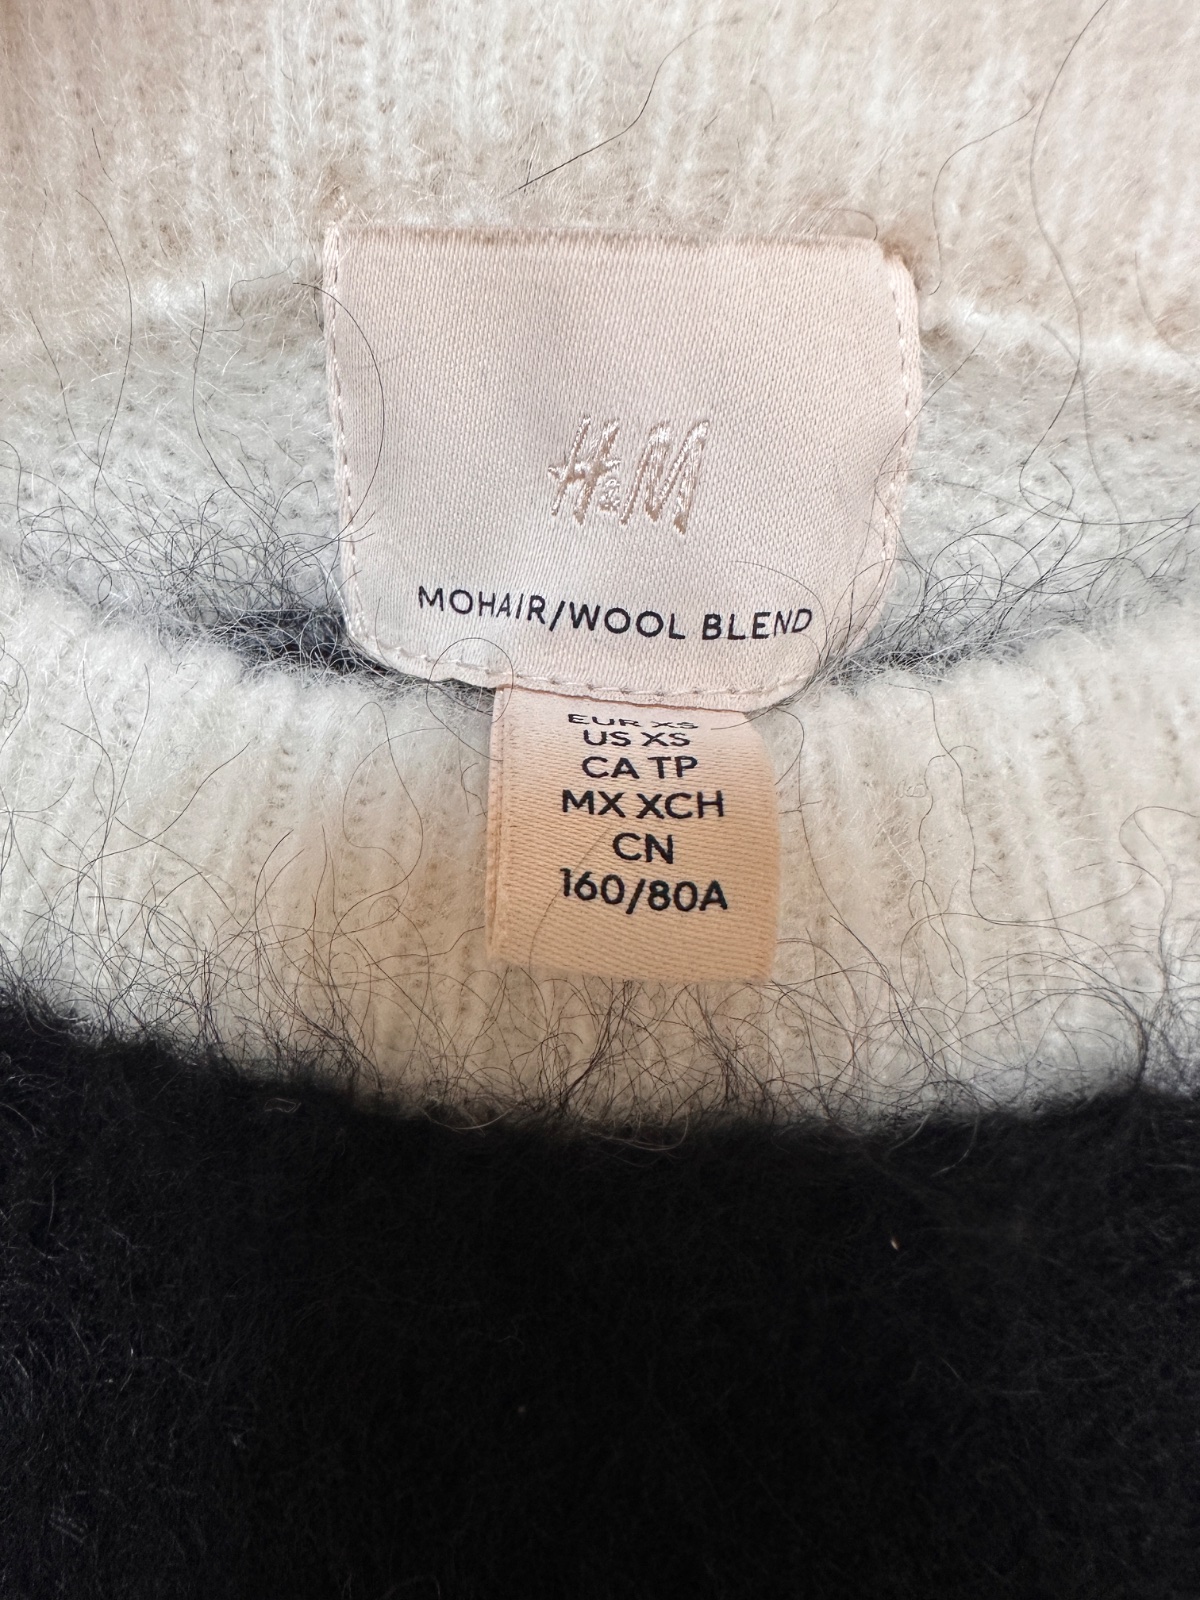 H&M
MOHAIR/WOOL BLEND
EUR XS
US XS
CA TP
MX XCH
CN
160/80A